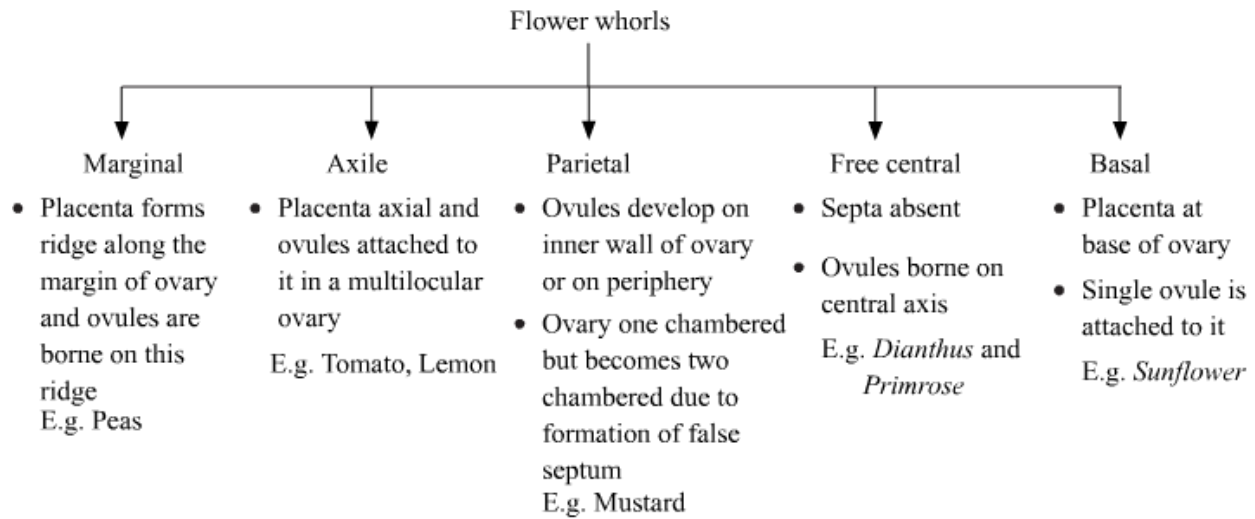 Flower whorls
Marginal
• Placenta forms
ridge along the
margin of ovary
and ovules are
borne on this
ridge
E.g. Peas
Axile
• Placenta axial and
ovules attached to
it in a multilocular
ovary
E.g. Tomato, Lemon
Parietal
• Ovules develop on
inner wall of ovary
or on periphery
• Ovary one chambered
but becomes two
chambered due to
formation of false
septum
E.g. Mustard
Free central
• Septa absent
• Ovules borne on
central axis
E.g. Dianthus and
Primrose
Basal
• Placenta at
base of ovary
• Single ovule is
attached to it
E.g. Sunflower